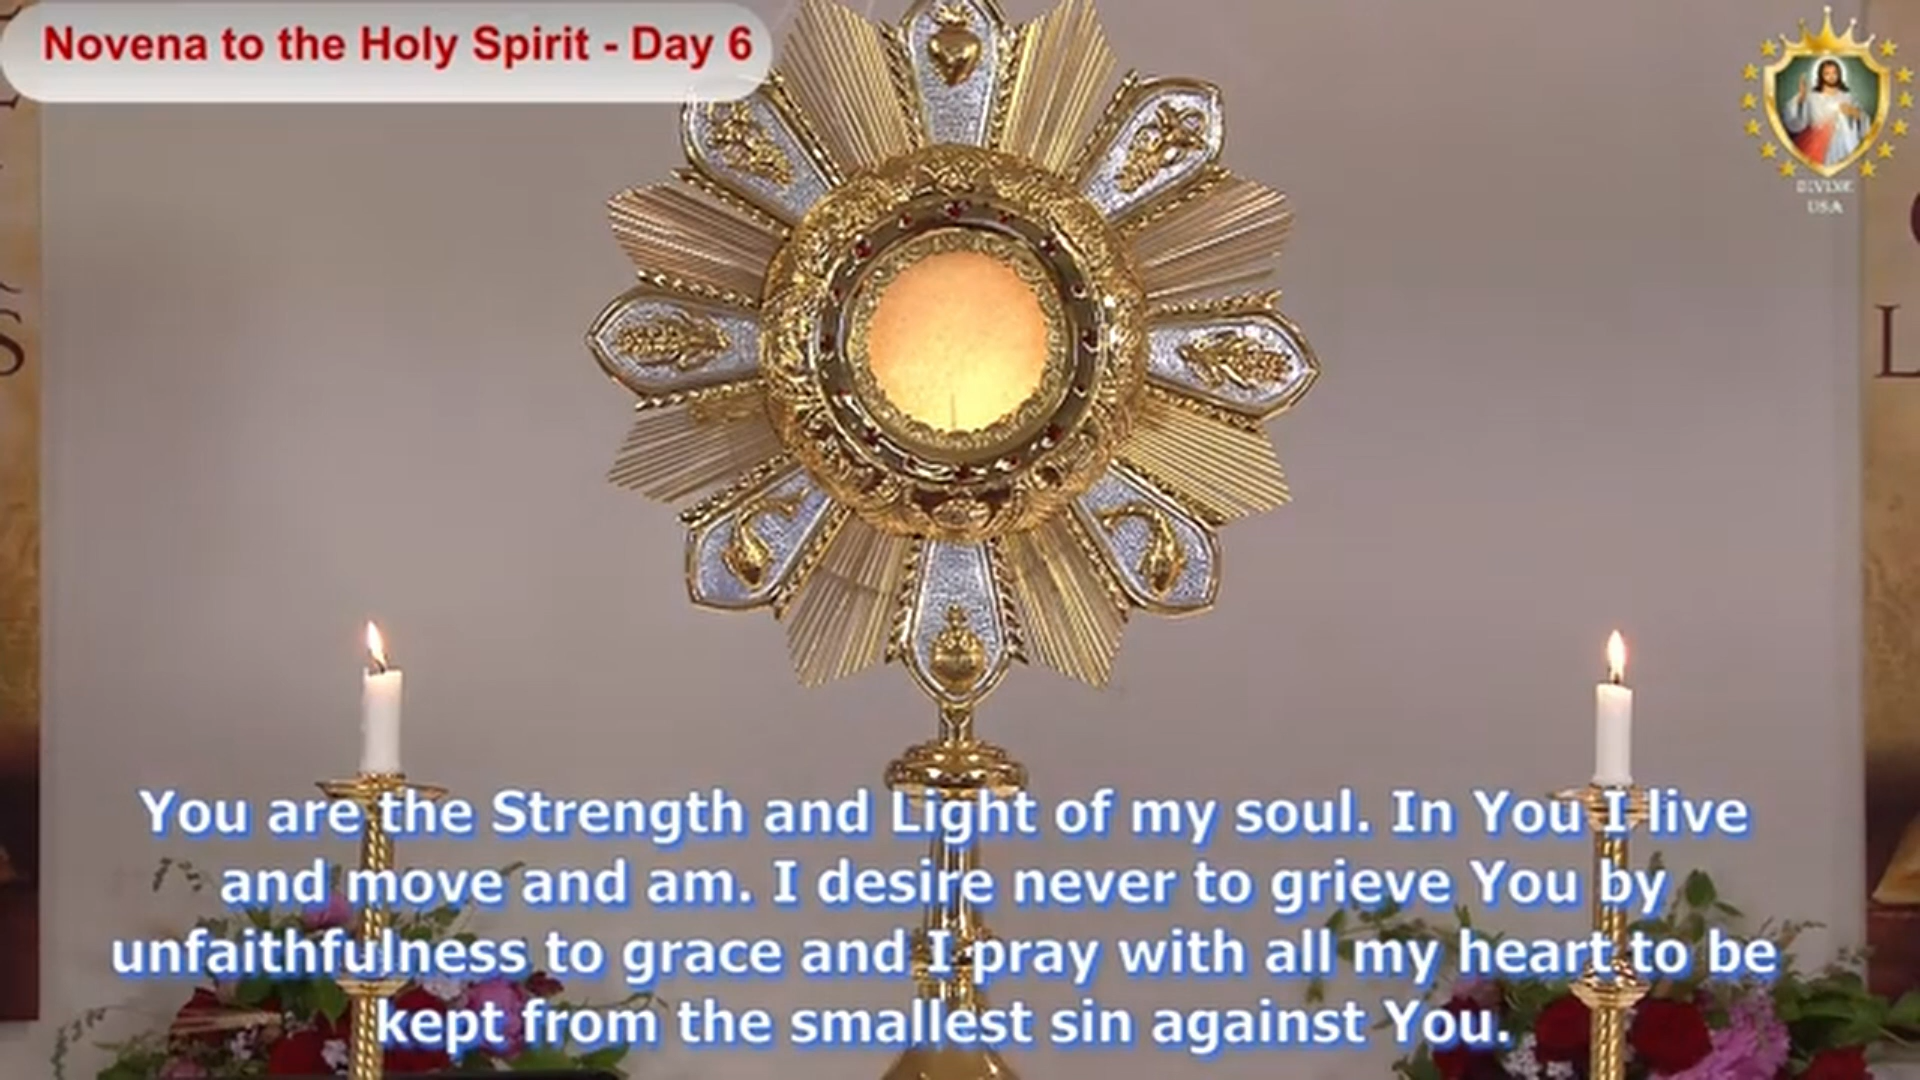 Novena to the Holy Spirit - Day 6
DIVINE
USA
You are the Strength and Light of my soul. In You I live
and move and am. I desire never to grieve You by
unfaithfulness to grace and I pray with all my heart to be
kept from the smallest sin against You.